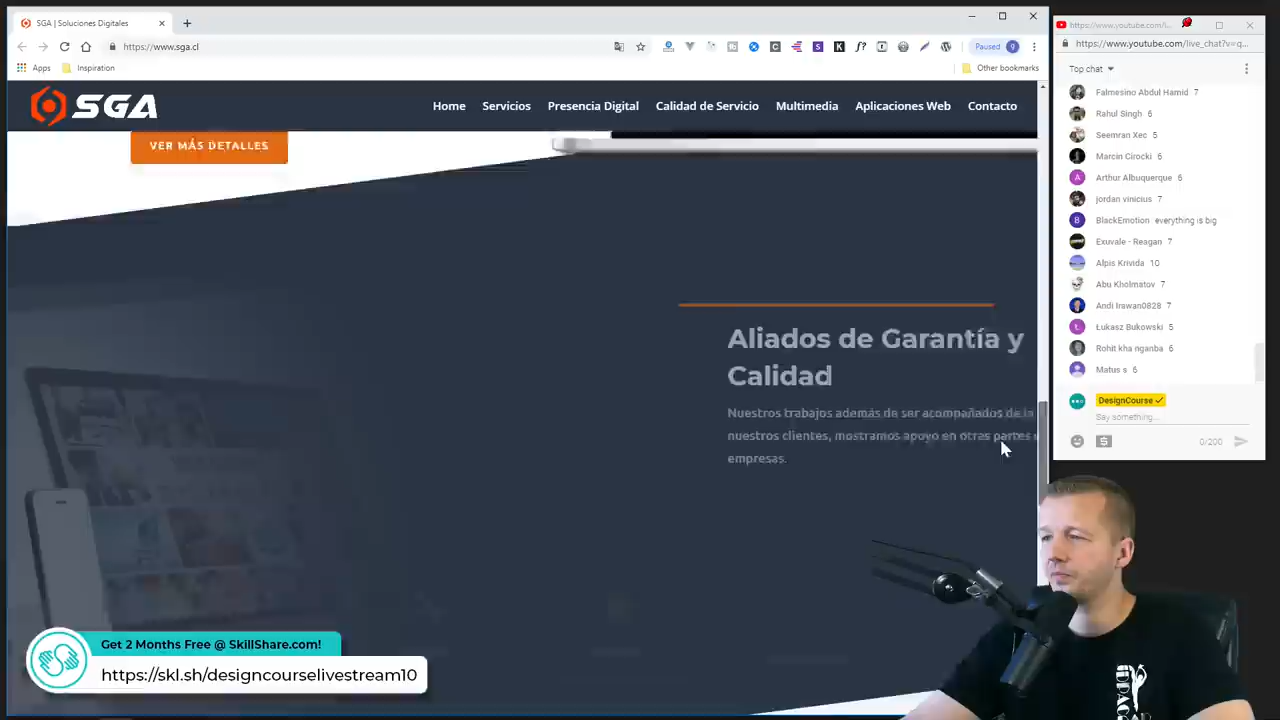 SGA | Soluciones Digitales
https://www.sga.cl
Paused
Apps
Inspiration
Other bookmarks
SGA
Home
Servicios
Presencia Digital
Calidad de Servicio
Multimedia
Aplicaciones Web
Contacto
VER MÁS DETALLES
Aliados de Garantía y
Calidad
Nuestros trabajos además de ser acompañados de la
nuestros clientes, mostramos apoyo en otras partes
empresas.
Get 2 Months Free @ SkillShare.com!
https://skl.sh/designcourselivestream10
https://www.youtube.com/l...
https://www.youtube.com/live_chat?v=q...
Top chat
Falmesino Abdul Hamid 7
Rahul Singh 6
Seemran Xec 5
Marcin Cirocki 6
Arthur Albuquerque 6
jordan vinicius 7
BlackEmotion everything is big
Exuvale - Reagan 7
Alpis Krivida 10
Abu Kholmatov 7
Andi Irawan0828 7
Łukasz Bukowski 5
Rohit kha nganba 6
Matus s 6
DesignCourse
Say something...
0/200